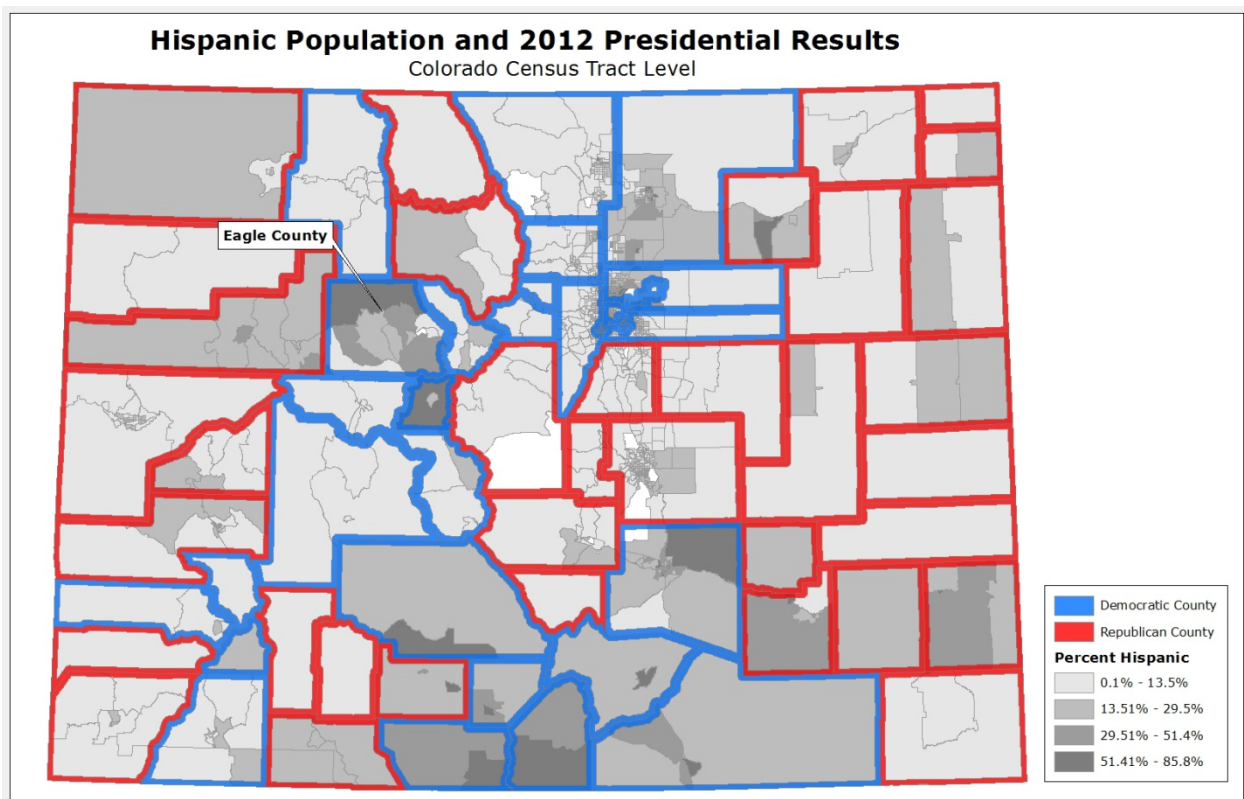 Hispanic Population and 2012 Presidential Results
Colorado Census Tract Level
Eagle County
Democratic County
Republican County
Percent Hispanic
0.1% - 13.5%
13.51% - 29.5%
29.51% - 51.4%
51.41% - 85.8%